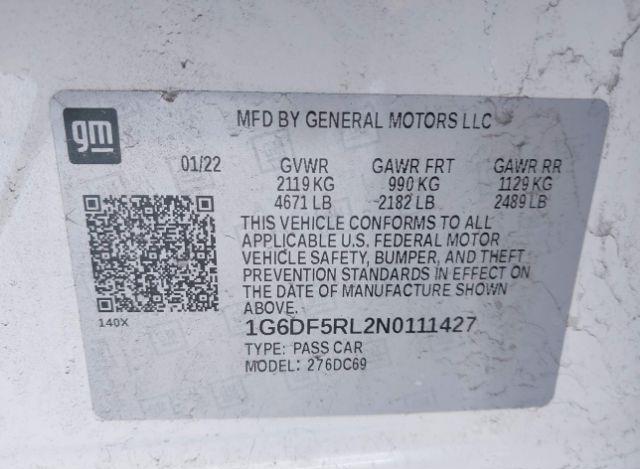 gm
MFD BY GENERAL MOTORS LLC
01/22 GVWR GAWR FRT GAWR RR
2119 KG 990 KG 1129 KG
4671 LB 2182 LB 2489 LB
THIS VEHICLE CONFORMS TO ALL
APPLICABLE U.S. FEDERAL MOTOR
VEHICLE SAFETY, BUMPER, AND THEFT
PREVENTION STANDARDS IN EFFECT ON
THE DATE OF MANUFACTURE SHOWN
ABOVE.
140X
1G6DF5RL2N0111427
TYPE: PASS CAR
MODEL: 276DC69